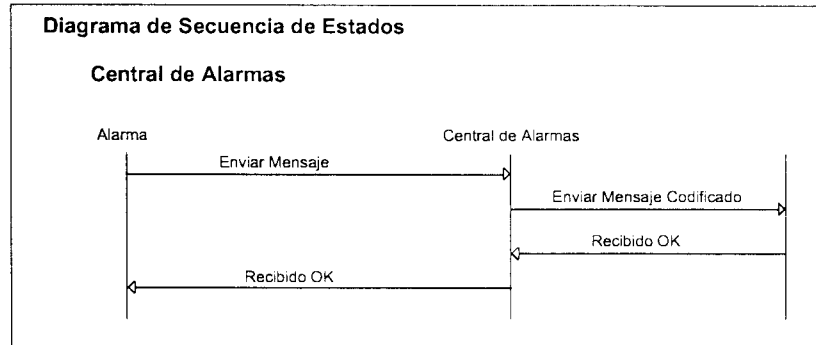 Diagrama de Secuencia de Estados
Central de Alarmas
Alarma
Central de Alarmas
Enviar Mensaje
Enviar Mensaje Codificado
Recibido OK
Recibido OK